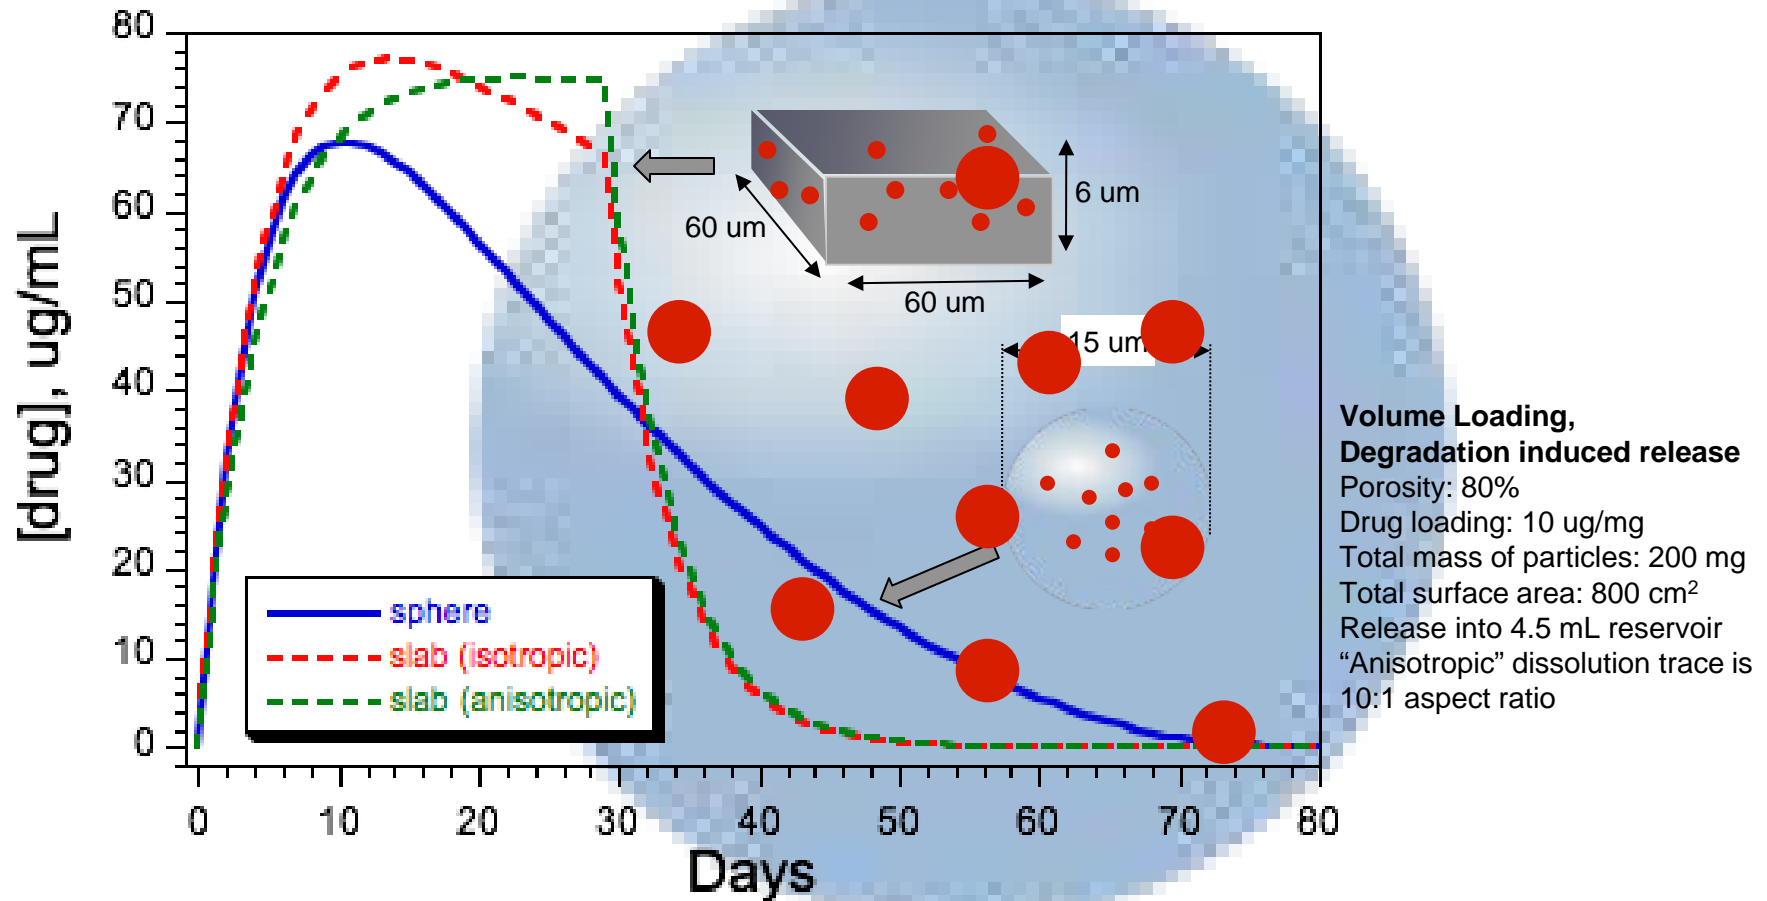 [drug], ug/mL
80
70
60
50
40
30
20
10
0
0 10 20 30 40 50 60 70 80
Days
sphere
slab (isotropic)
slab (anisotropic)
6 um
60 um
60 um
15 um
Volume Loading,
Degradation induced release
Porosity: 80%
Drug loading: 10 ug/mg
Total mass of particles: 200 mg
Total surface area: 800 cm²
Release into 4.5 mL reservoir
“Anisotropic” dissolution trace is
10:1 aspect ratio